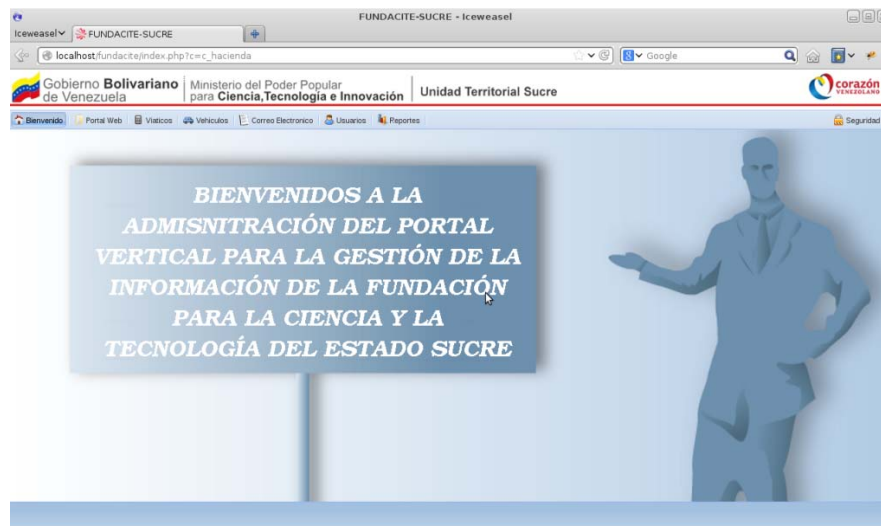 FUNDACITE-SUCRE - Iceweasel
Iceweasel
FUNDACITE-SUCRE
localhost/fundacite/index.php?c=c_hacienda
Google
Gobierno Bolivariano
de Venezuela
Ministerio del Poder Popular
para Ciencia,Tecnología e Innovación
Unidad Territorial Sucre
corazón
VENEZOLANO
Bienvenido Portal Web Viaticos Vehiculos Correo Electronico Usuarios Reportes Seguridad
BIENVENIDOS A LA
ADMISNITRACIÓN DEL PORTAL
VERTICAL PARA LA GESTIÓN DE LA
INFORMACIÓN DE LA FUNDACIÓN
PARA LA CIENCIA Y LA
TECNOLOGÍA DEL ESTADO SUCRE